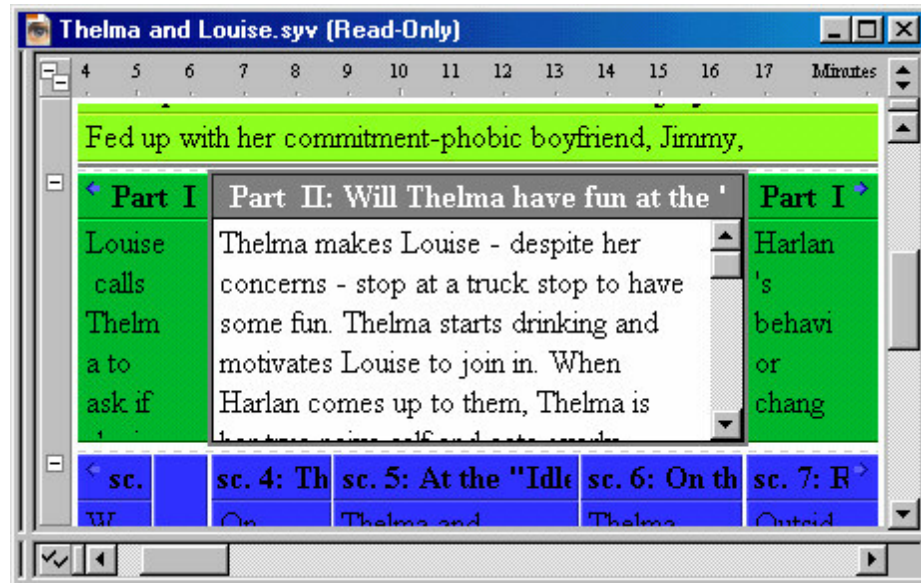 Thelma and Louise.syv (Read-Only)
4 5 6 7 8 9 10 11 12 13 14 15 16 17 Minutes
Fed up with her commitment-phobic boyfriend, Jimmy,
Part I
Louise
calls
Thelm
a to
ask if
Part II: Will Thelma have fun at the '
Thelma makes Louise - despite her
concerns - stop at a truck stop to have
some fun. Thelma starts drinking and
motivates Louise to join in. When
Harlan comes up to them, Thelma is
Part I
Harlan
's
behavi
or
chang
sc.
sc. 4: Th
On
sc. 5: At the "Idle
Thelma and
sc. 6: On th
Thelma
sc. 7: R
Outsid